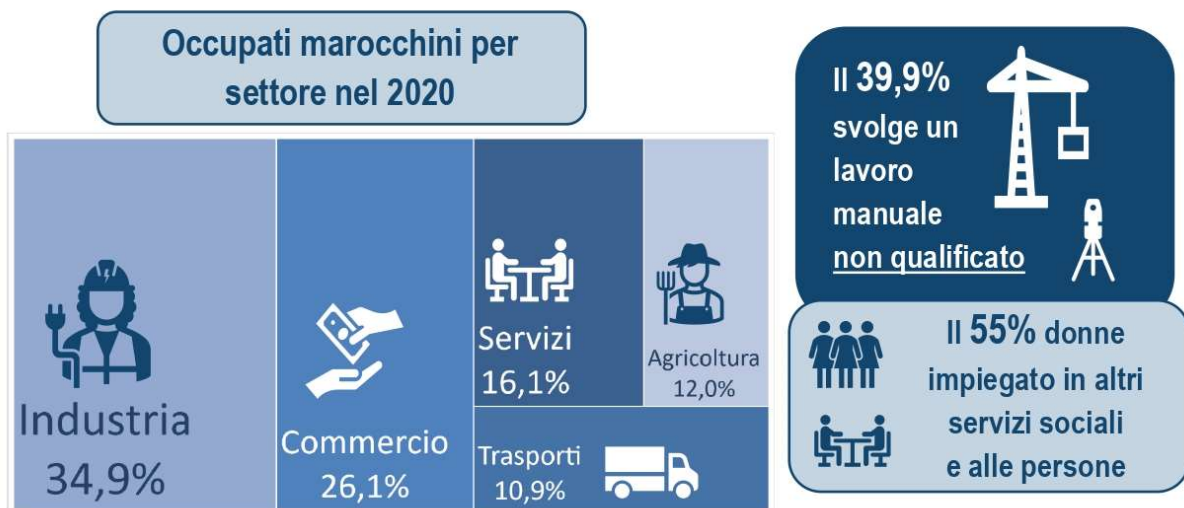 Occupati marocchini per
settore nel 2020
Industria
34,9%
Commercio
26,1%
Servizi
16,1%
Agricoltura
12,0%
Trasporti
10,9%
Il 39,9%
svolge un
lavoro
manuale
non qualificato
Il 55% donne
impiegato in altri
servizi sociali
e alle persone